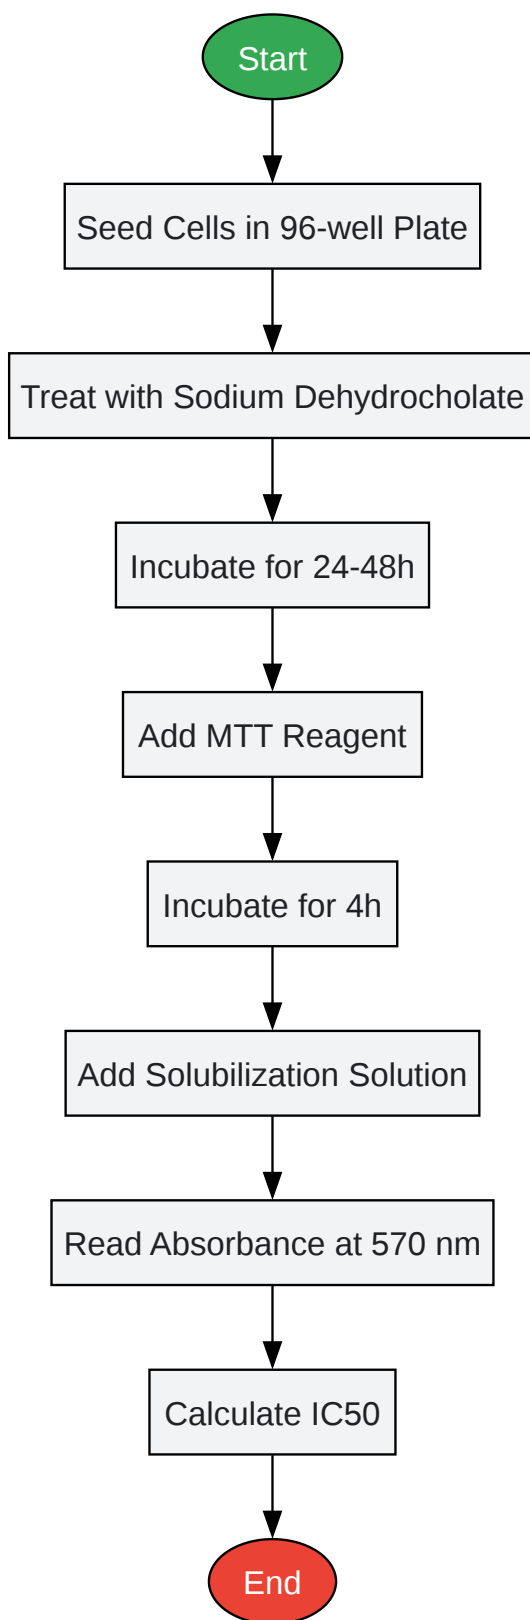 Start
Seed Cells in 96-well Plate
Treat with Sodium Dehydrocholate
Incubate for 24-48h
Add MTT Reagent
Incubate for 4h
Add Solubilization Solution
Read Absorbance at 570 nm
Calculate IC50
End